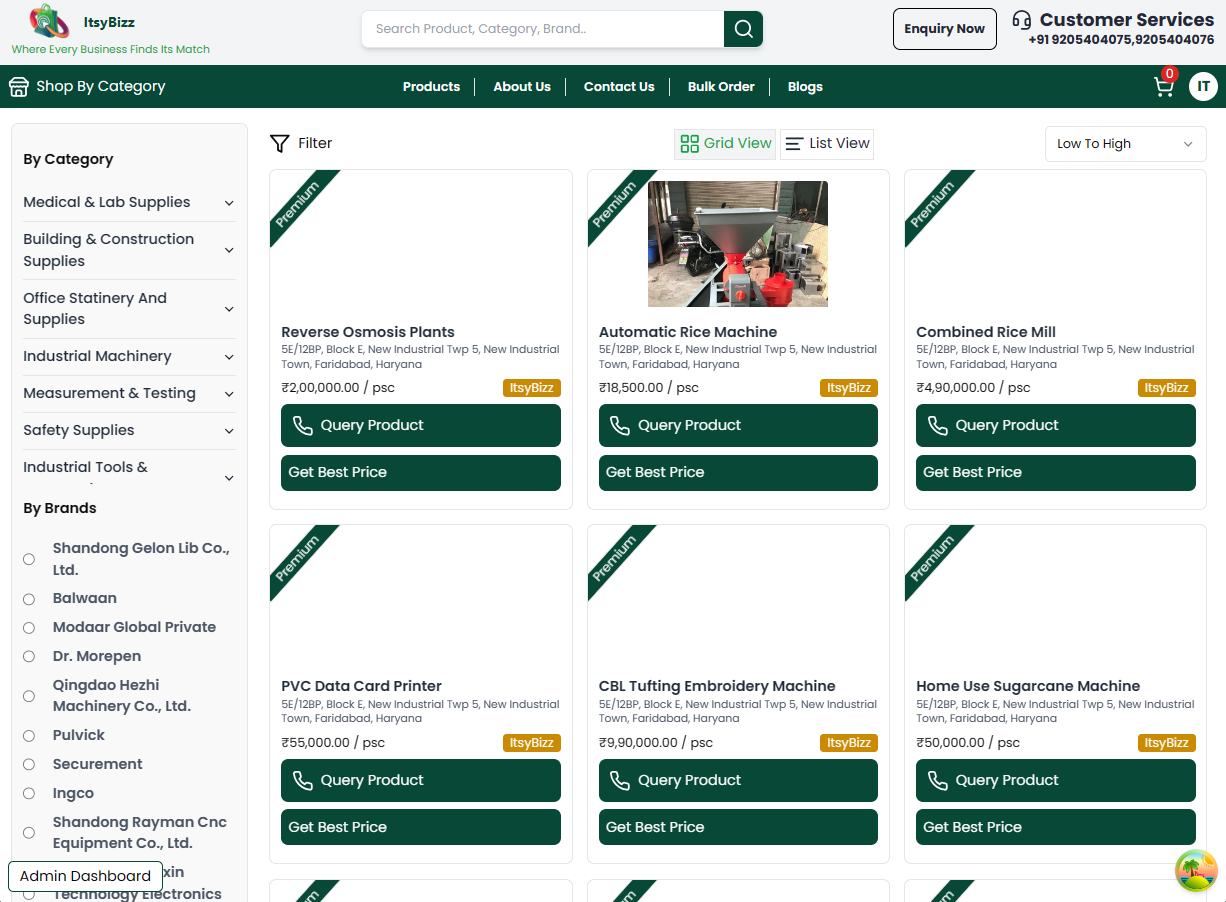 ItsyBizz
Where Every Business Finds Its Match
Search Product, Category, Brand..
Enquiry Now
Customer Services
+91 9205404075,9205404076
Shop By Category
Products
About Us
Contact Us
Bulk Order
Blogs
0
IT
By Category
Medical & Lab Supplies
Building & Construction
Supplies
Office Statinery And
Supplies
Industrial Machinery
Measurement & Testing
Safety Supplies
Industrial Tools &
By Brands
Shandong Gelon Lib Co.,
Ltd.
Balwaan
Modaar Global Private
Dr. Morepen
Qingdao Hezhi
Machinery Co., Ltd.
Pulvick
Securement
Ingco
Shandong Rayman Cnc
Equipment Co., Ltd.
xin
Technology Electronics
Admin Dashboard
Filter
Grid View
List View
Low To High
Premium
Reverse Osmosis Plants
5E/12BP, Block E, New Industrial Twp 5, New Industrial
Town, Faridabad, Haryana
₹2,00,000.00 / psc
ItsyBizz
Query Product
Get Best Price
Premium
Automatic Rice Machine
5E/12BP, Block E, New Industrial Twp 5, New Industrial
Town, Faridabad, Haryana
₹18,500.00 / psc
ItsyBizz
Query Product
Get Best Price
Premium
Combined Rice Mill
5E/12BP, Block E, New Industrial Twp 5, New Industrial
Town, Faridabad, Haryana
₹4,90,000.00 / psc
ItsyBizz
Query Product
Get Best Price
Premium
PVC Data Card Printer
5E/12BP, Block E, New Industrial Twp 5, New Industrial
Town, Faridabad, Haryana
₹55,000.00 / psc
ItsyBizz
Query Product
Get Best Price
Premium
CBL Tufting Embroidery Machine
5E/12BP, Block E, New Industrial Twp 5, New Industrial
Town, Faridabad, Haryana
₹9,90,000.00 / psc
ItsyBizz
Query Product
Get Best Price
Premium
Home Use Sugarcane Machine
5E/12BP, Block E, New Industrial Twp 5, New Industrial
Town, Faridabad, Haryana
₹50,000.00 / psc
ItsyBizz
Query Product
Get Best Price